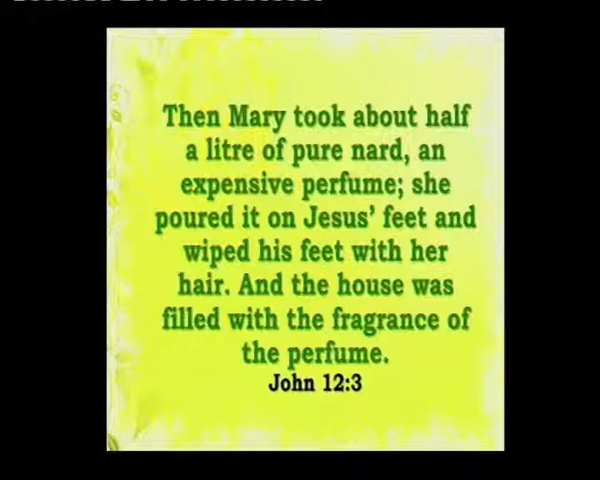 Then Mary took about half
a litre of pure nard, an
expensive perfume; she
poured it on Jesus’ feet and
wiped his feet with her
hair. And the house was
filled with the fragrance of
the perfume.
John 12:3